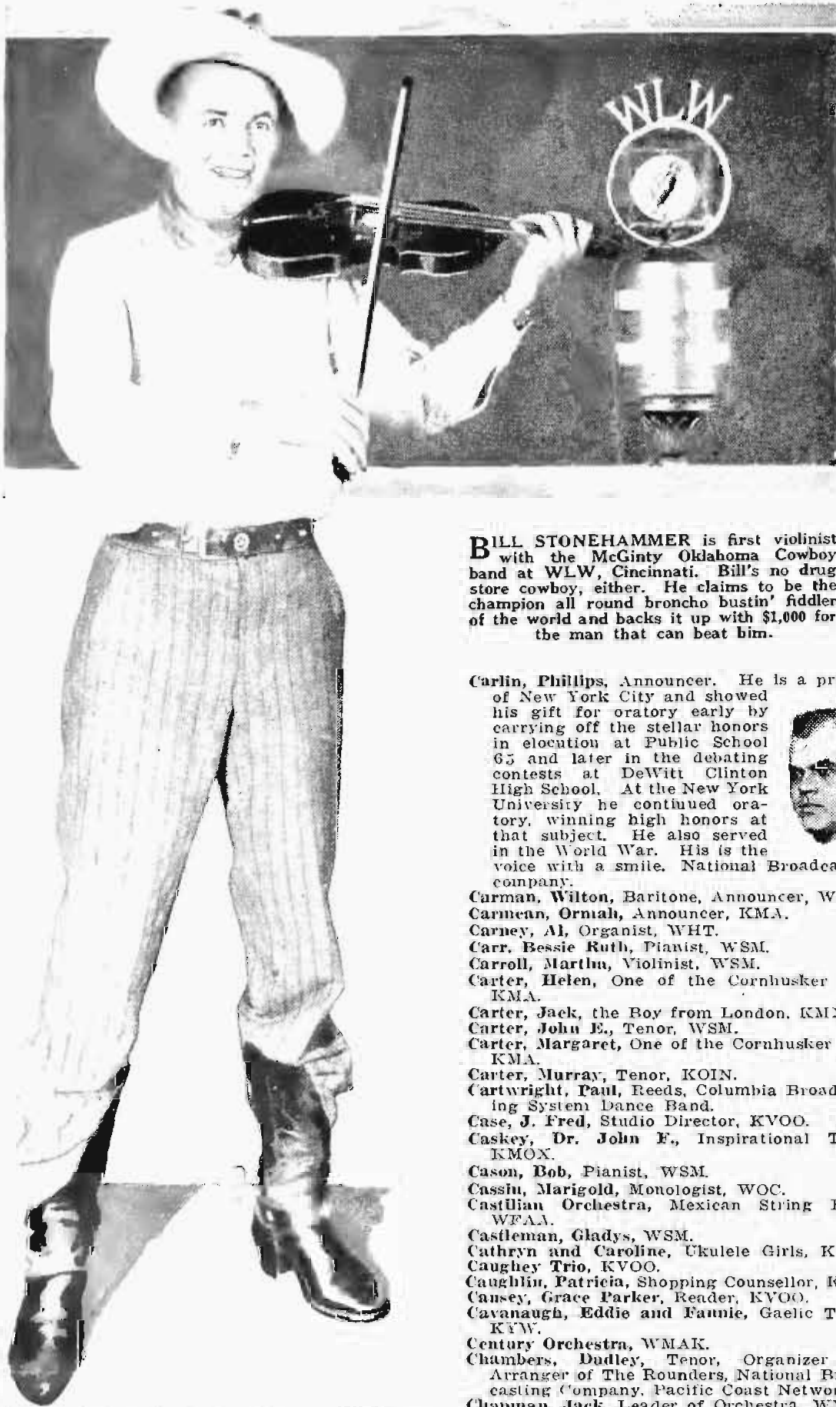 WLW
BILL STONEHAMMER is first violinist
with the McGinty Oklahoma Cowboy
band at WLW, Cincinnati. Bill's no drug
store cowboy, either. He claims to be the
champion all round broncho bustin' fiddler
of the world and backs it up with $1,000 for
the man that can beat him.
Carlin, Phillips, Announcer. He is a pr
of New York City and showed
his gift for oratory early by
carrying off the stellar honors
in elocution at Public School
63 and later in the debating
contests at DeWitt Clinton
High School. At the New York
University he continued ora-
tory, winning high honors at
that subject. He also served
in the World War. His is the
voice with a smile. National Broadca
company.
Carman, Wilton, Baritone, Announcer, W
Carmean, Ormah, Announcer, KMA.
Carney, Al, Organist, WHT.
Carr, Bessie Ruth, Pianist, WSM.
Carroll, Martha, Violinist, WSM.
Carter, Helen, One of the Cornhusker
KMA.
Carter, Jack, the Boy from London, KM
Carter, John E., Tenor, WSM.
Carter, Margaret, One of the Cornhusker
KMA.
Carter, Murray, Tenor, KOIN.
Cartwright, Paul, Reeds, Columbia Broad
ing System Dance Band.
Case, J. Fred, Studio Director, KVOO.
Caskey, Dr. John F., Inspirational T
KMOX.
Cason, Bob, Pianist, WSM.
Cassin, Marigold, Monologist, WOC.
Castilian Orchestra, Mexican String
WFAA.
Castleman, Gladys, WSM.
Cathryn and Caroline, Ukulele Girls, K
Caughey Trio, KVOO.
Caughlin, Patricia, Shopping Counsellor, K
Causey, Grace Parker, Reader, KVOO.
Cavanaugh, Eddie and Fannie, Gaelic T
KYW.
Century Orchestra, WMAK.
Chambers, Dudley, Tenor, Organizer
Arranger of The Rounders, National B
casting Company, Pacific Coast Networ
Chapman, Jack, Leader of Orchestra, W